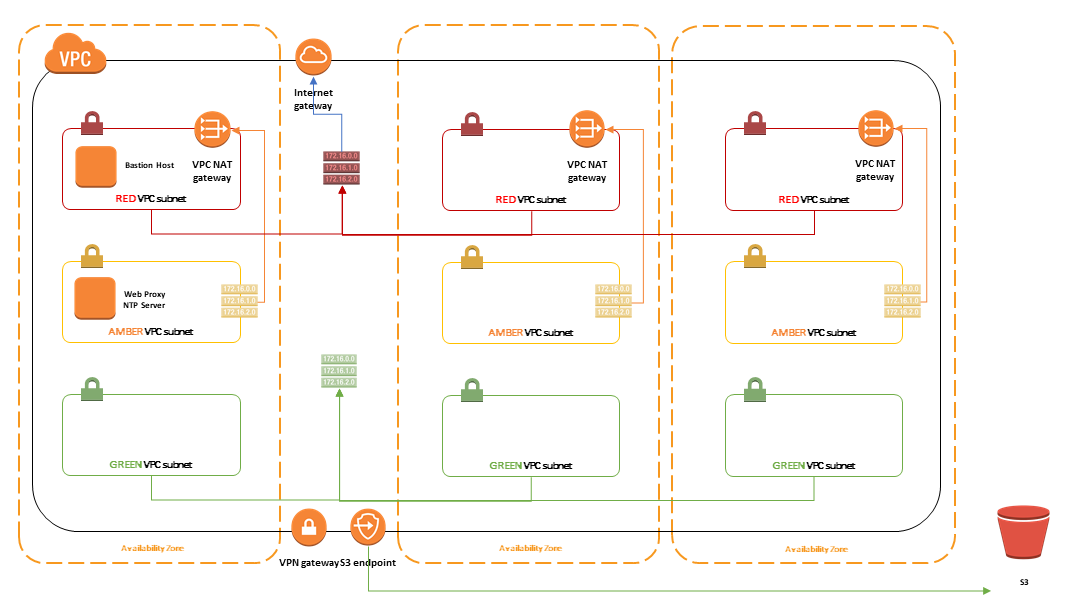 VPC
Internet
gateway
172.16.0.0
172.16.1.0
172.16.2.0
Bastion Host
VPC NAT
gateway
RED VPC subnet
VPC NAT
gateway
RED VPC subnet
VPC NAT
gateway
RED VPC subnet
Web Proxy
NTP Server
172.16.0.0
172.16.1.0
172.16.2.0
AMBER VPC subnet
172.16.0.0
172.16.1.0
172.16.2.0
AMBER VPC subnet
172.16.0.0
172.16.1.0
172.16.2.0
AMBER VPC subnet
172.16.0.0
172.16.1.0
172.16.2.0
GREEN VPC subnet
GREEN VPC subnet
GREEN VPC subnet
Availability Zone
Availability Zone
Availability Zone
VPN gateway
S3 endpoint
S3